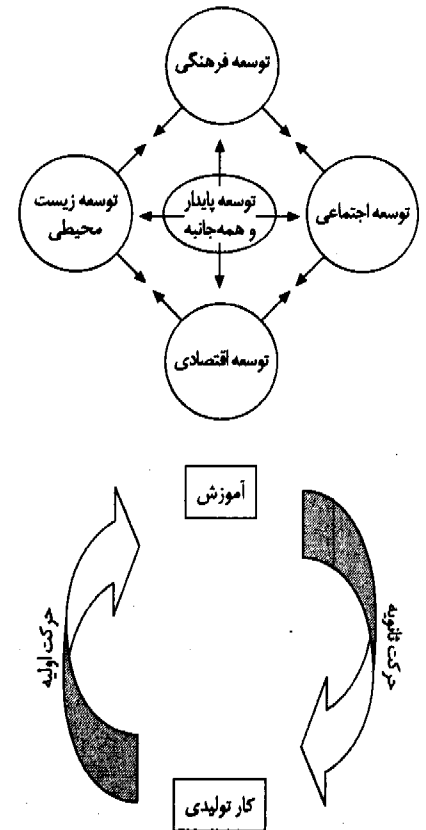 توسعه فرهنگی
توسعه زیست
محیطی
توسعه پایدار
و همه‌جانبه
توسعه اجتماعی
توسعه اقتصادی
آموزش
حرکت اولیه
حرکت ثانویه
کار تولیدی